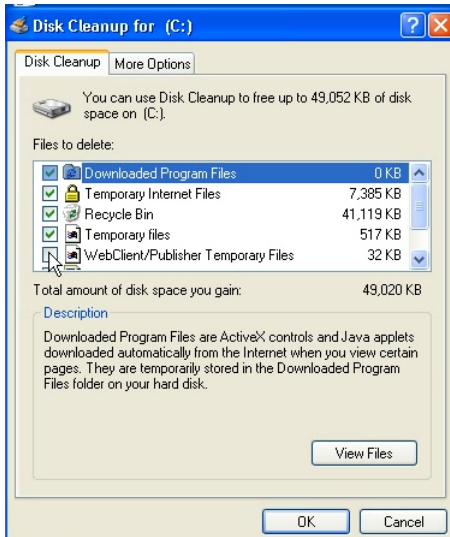 Disk Cleanup for (C:)
Disk Cleanup
More Options
You can use Disk Cleanup to free up to 49,052 KB of disk
space on (C:).
Files to delete:
Downloaded Program Files 0 KB
Temporary Internet Files 7,385 KB
Recycle Bin 41,119 KB
Temporary files 517 KB
WebClient/Publisher Temporary Files 32 KB
Total amount of disk space you gain: 49,020 KB
Description
Downloaded Program Files are ActiveX controls and Java applets
downloaded automatically from the Internet when you view certain
pages. They are temporarily stored in the Downloaded Program
Files folder on your hard disk.
View Files
OK
Cancel